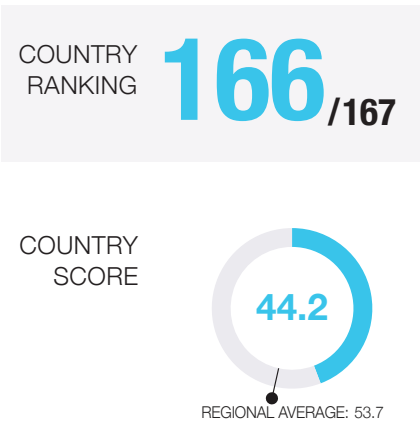 COUNTRY
RANKING
166/167
COUNTRY
SCORE
44.2
REGIONAL AVERAGE: 53.7